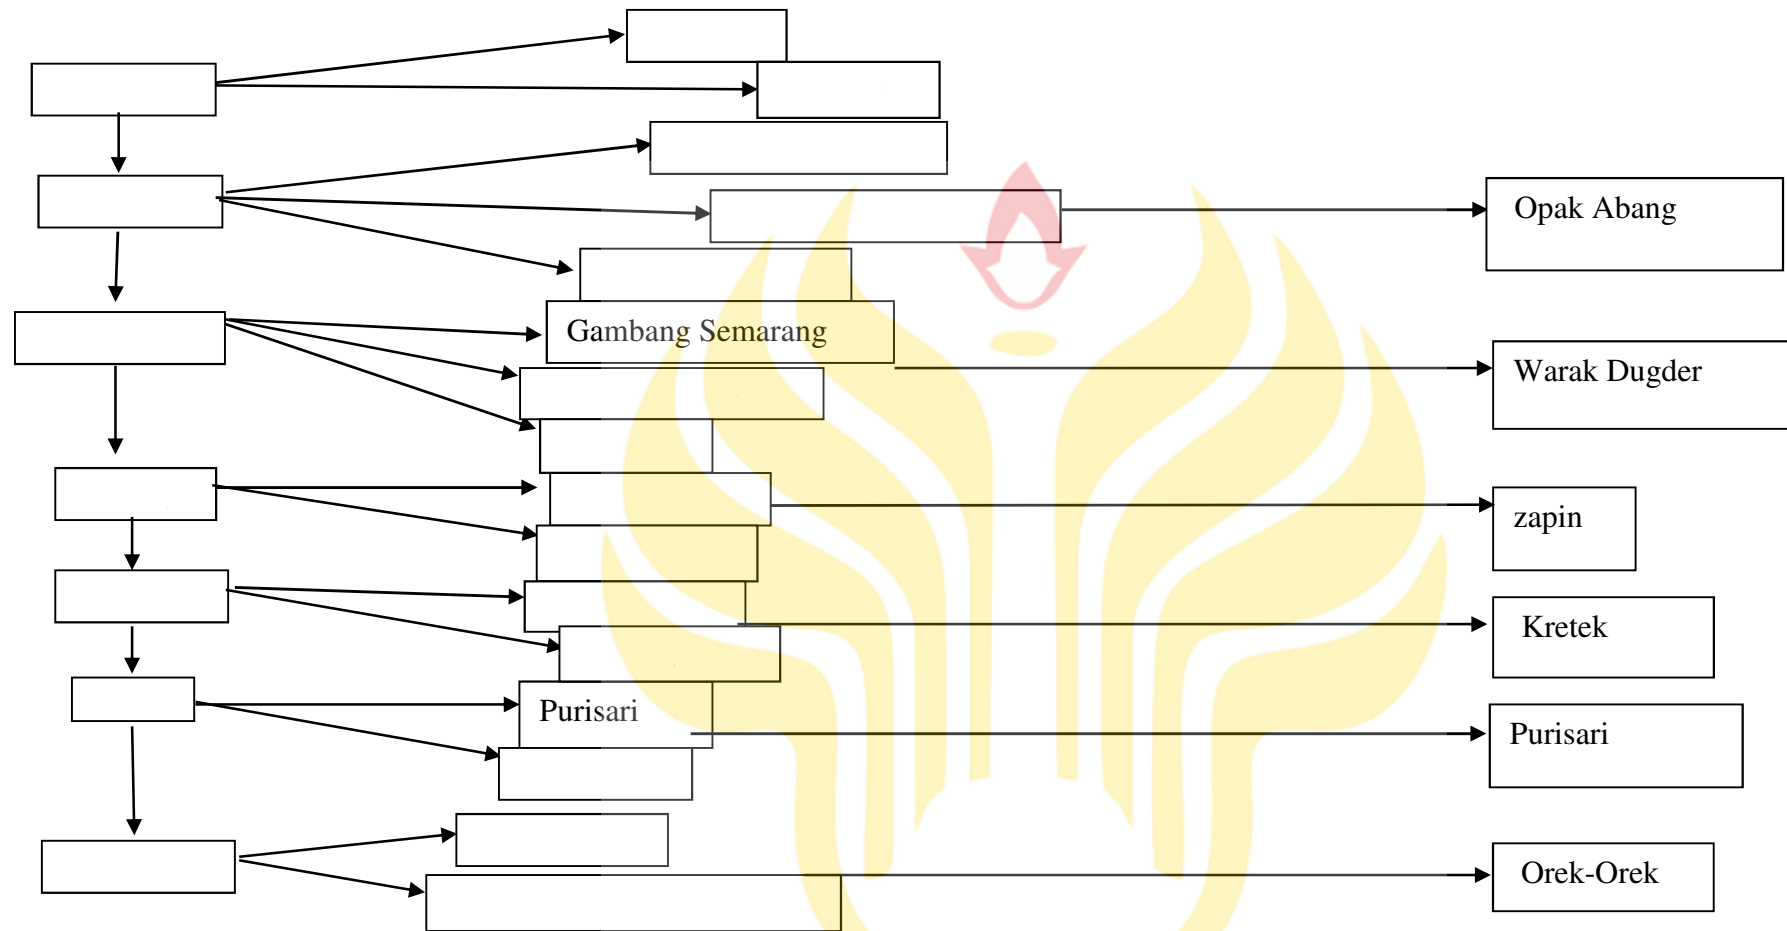 Opak Abang
Gambang Semarang
Warak Dugder
zapin
Kretek
Purisari
Purisari
Orek-Orek